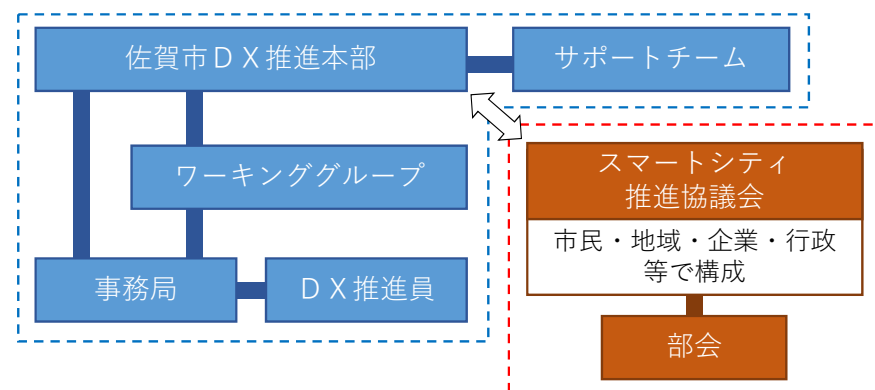 佐賀市ＤＸ推進本部
サポートチーム
ワーキンググループ
事務局
ＤＸ推進員
スマートシティ
推進協議会
市民・地域・企業・行政
等で構成
部会